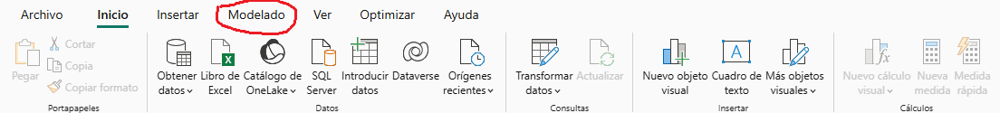 Archivo Inicio Insertar Modelado Ver Optimizar Ayuda
Pegar
Cortar
Copia
Copiar formato
Portapapeles
Obtener
datos
Libro de
Excel
Catálogo de
OneLake
SQL
Server
Introducir
datos
Dataverse
Orígenes
recientes
Datos
Transformar
datos
Actualizar
Consultas
Nuevo objeto
visual
A
Cuadro de
texto
Más objetos
visuales
Insertar
fx
Nuevo cálculo
visual
Nueva
medida
Medida
rápida
Cálculos